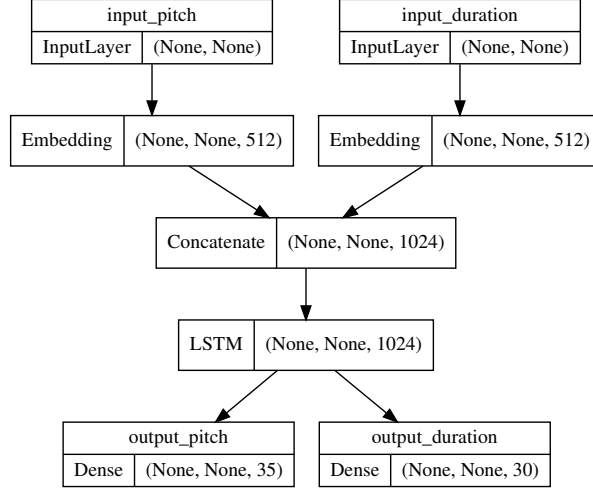 input_pitch
InputLayer (None, None)
input_duration
InputLayer (None, None)
Embedding (None, None, 512)
Embedding (None, None, 512)
Concatenate (None, None, 1024)
LSTM (None, None, 1024)
output_pitch
Dense (None, None, 35)
output_duration
Dense (None, None, 30)